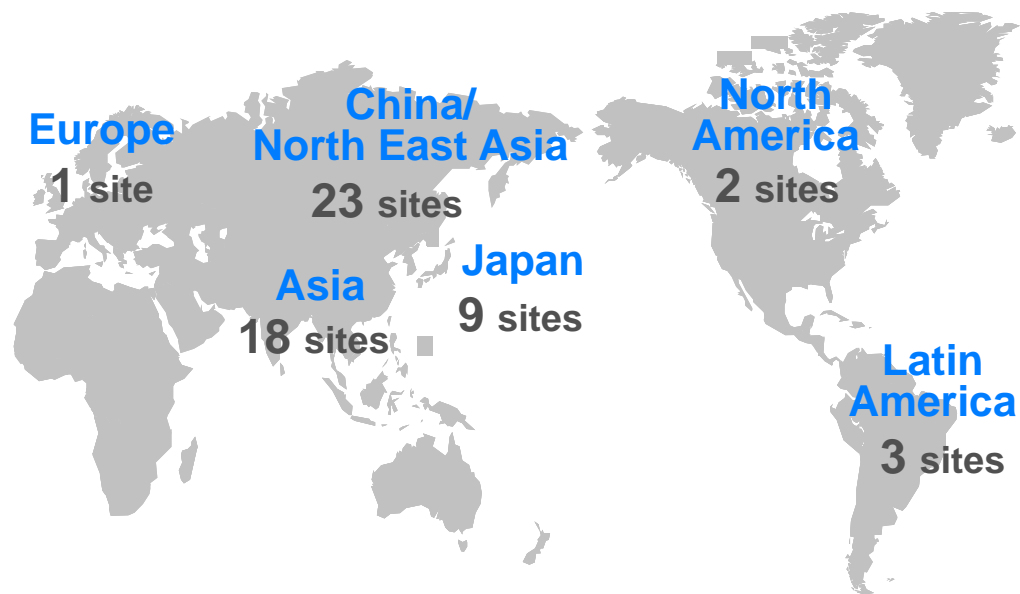 Europe
1 site
China/
North East Asia
23 sites
Asia
18 sites
Japan
9 sites
North
America
2 sites
Latin
America
3 sites